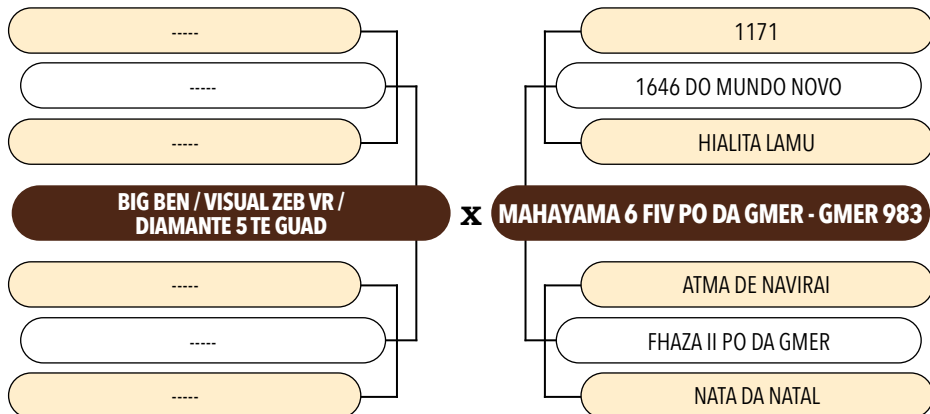 -----
-----
-----
BIG BEN / VISUAL ZEB VR /
DIAMANTE 5 TE GUAD
-----
-----
-----
x
1171
1646 DO MUNDO NOVO
HIALITA LAMU
MAHAYAMA 6 FIV PO DA GMER - GMER 983
ATMA DE NAVIRAI
FHAZA II PO DA GMER
NATA DA NATAL